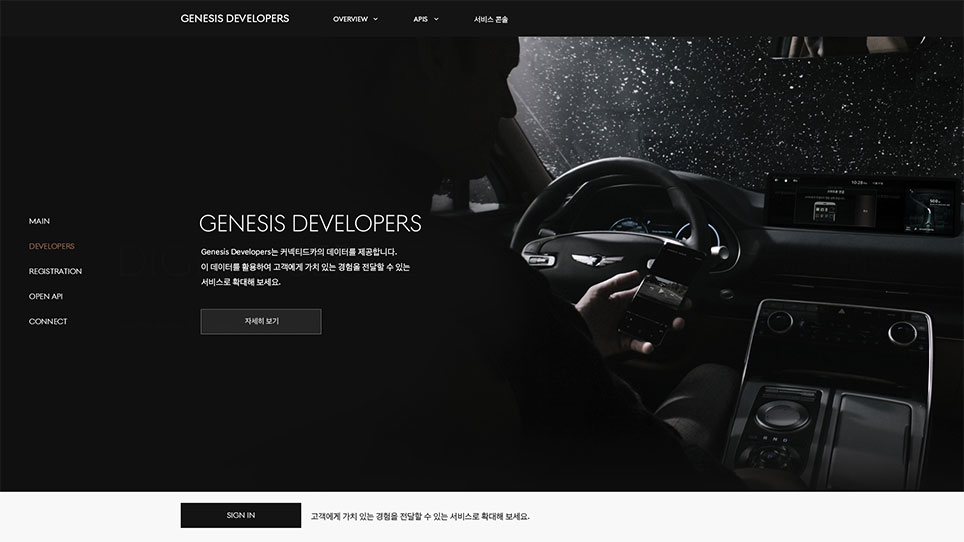 GENESIS DEVELOPERS
OVERVIEW
APIS
서비스 콘솔
MAIN
DEVELOPERS
REGISTRATION
OPEN API
CONNECT
GENESIS DEVELOPERS
Genesis Developers는 커넥티드카의 데이터를 제공합니다.
이 데이터를 활용하여 고객에게 가치 있는 경험을 전달할 수 있는
서비스로 확대해 보세요.
자세히 보기
10:28
SIGN IN
고객에게 가치 있는 경험을 전달할 수 있는 서비스로 확대해 보세요.